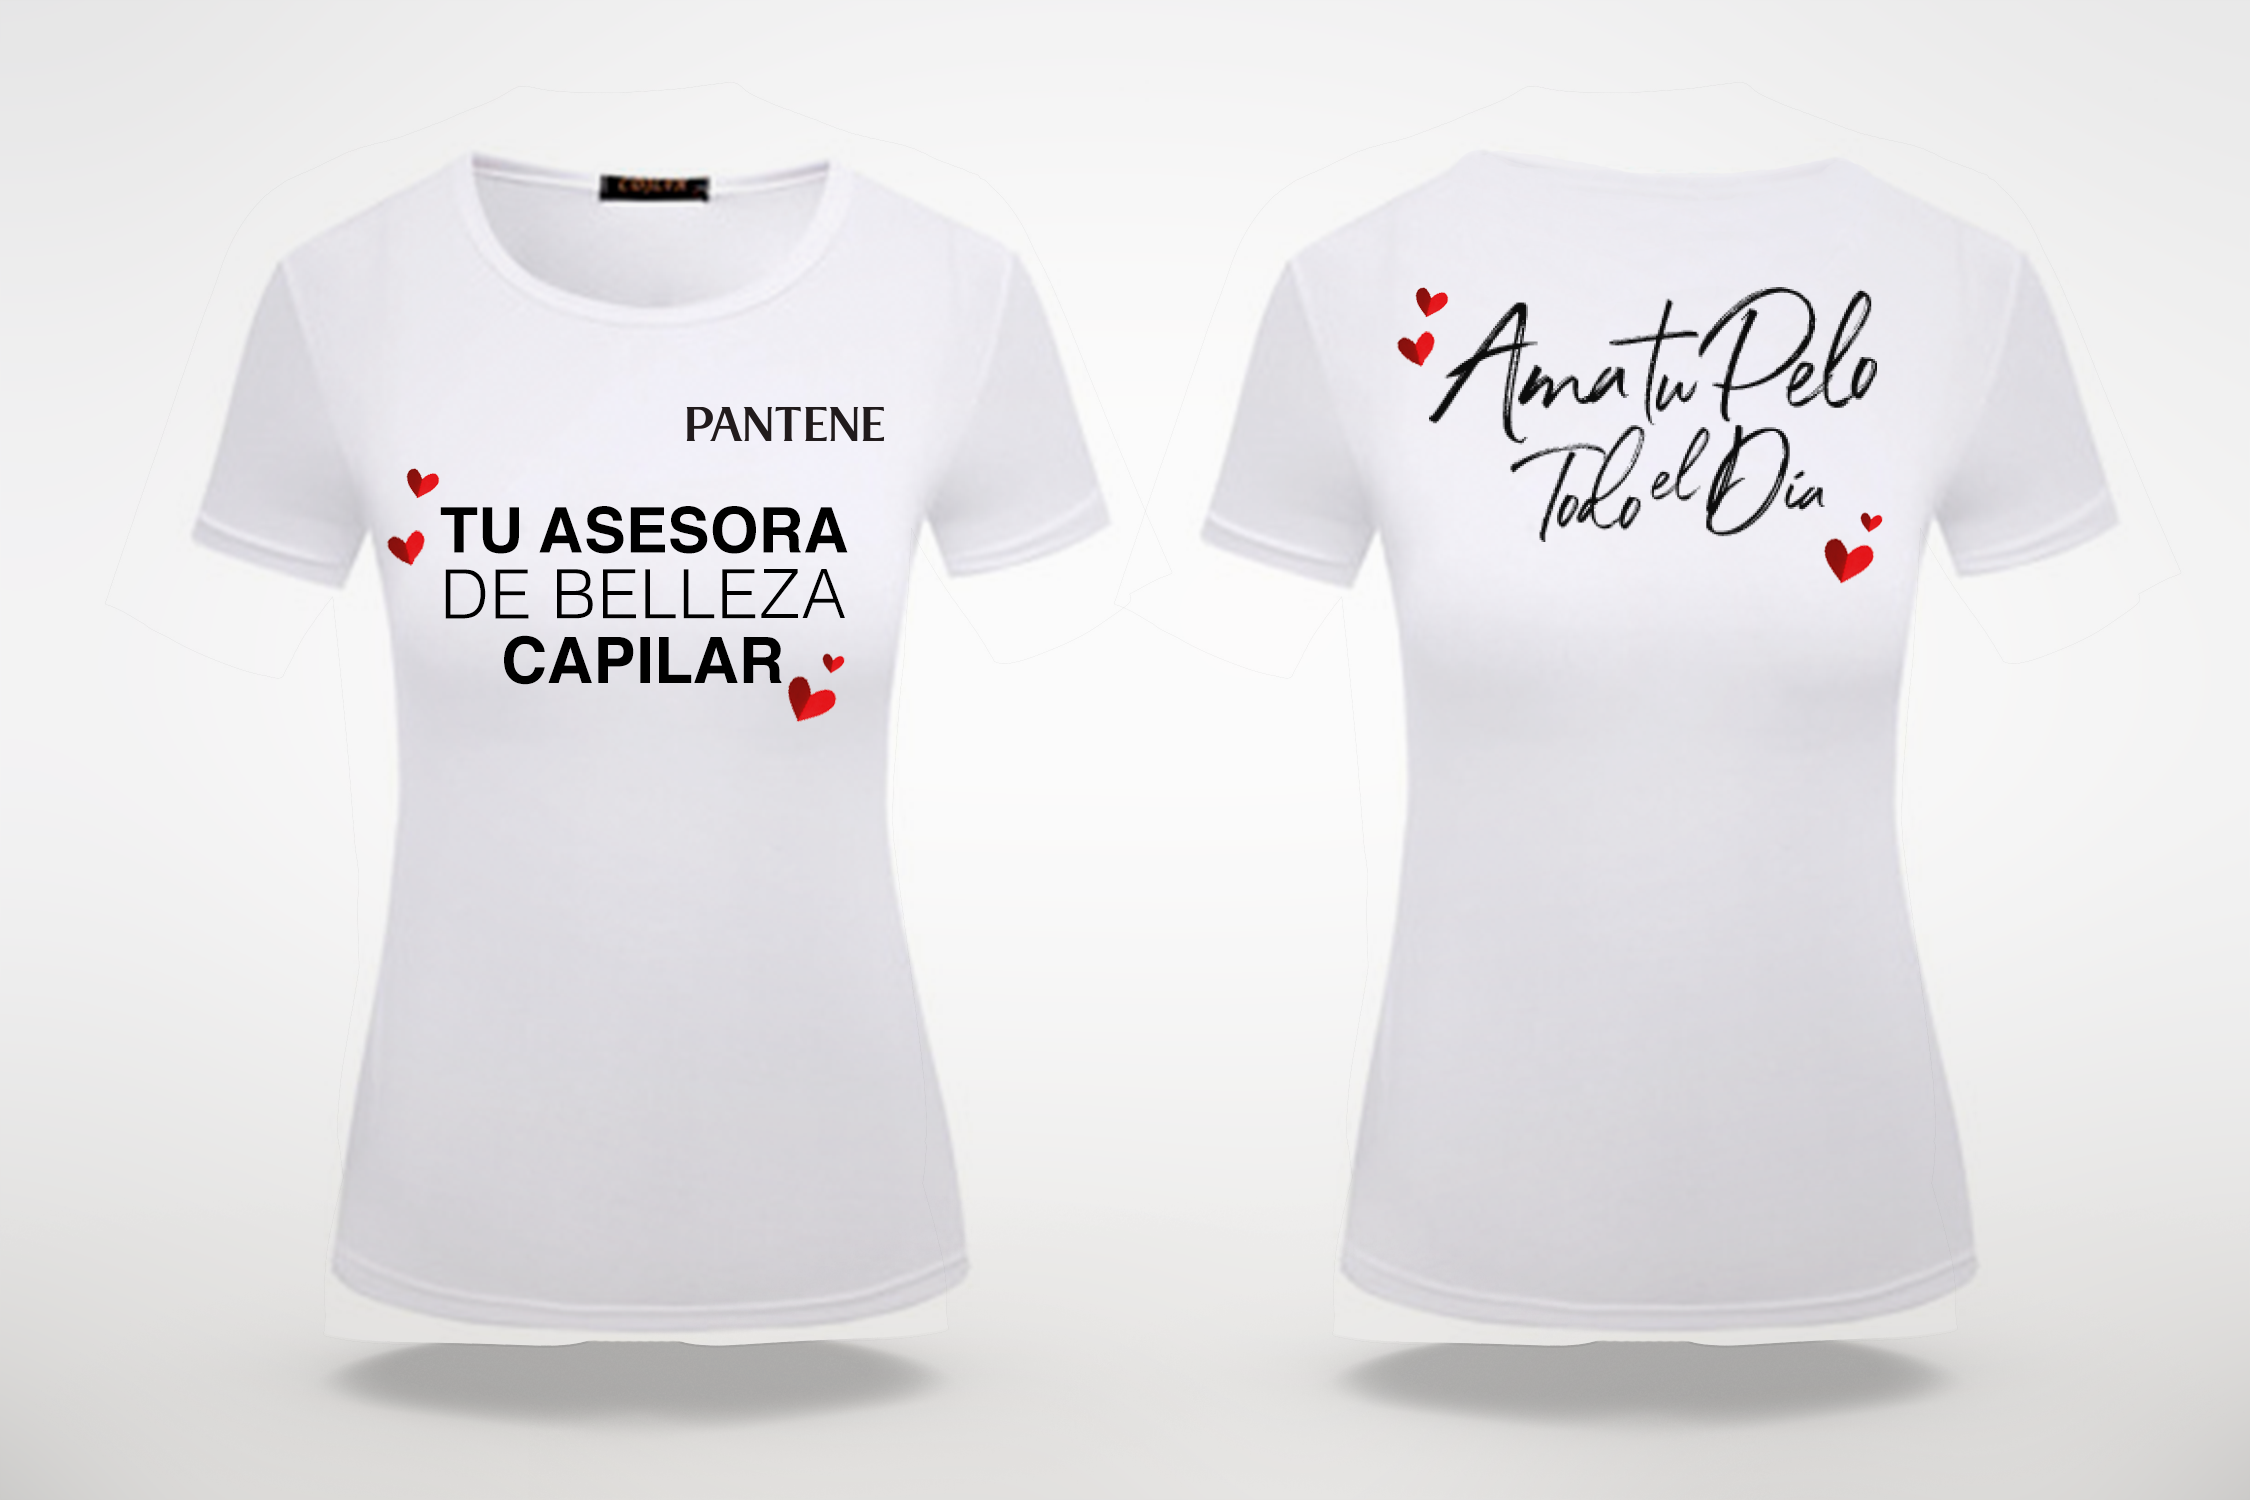 PANTENE
TU ASESORA
DE BELLEZA
CAPILAR
Ama tu Pelo
Todo el Día